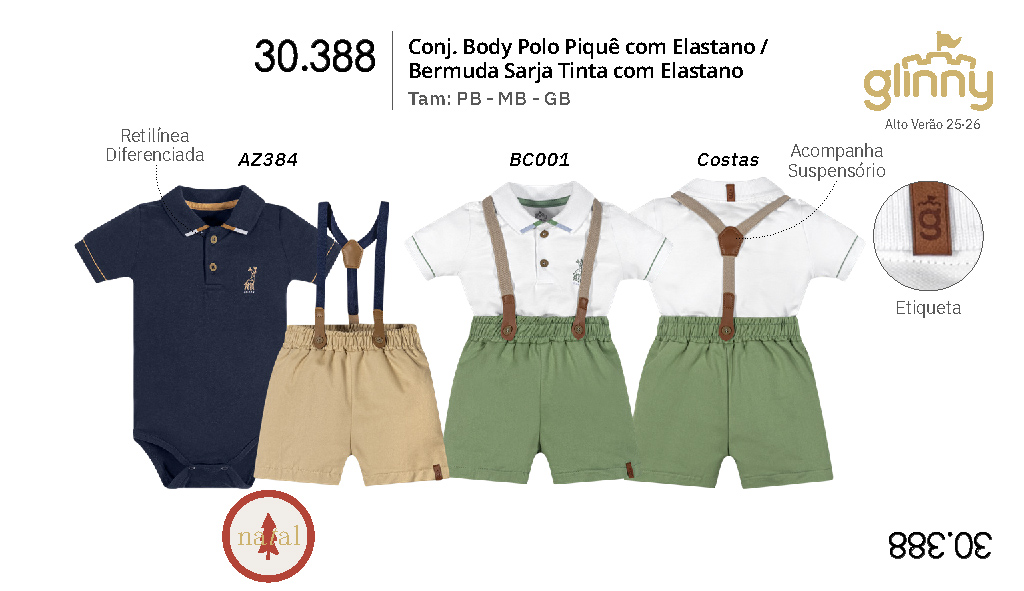 30.388
Conj. Body Polo Piquê com Elastano /
Bermuda Sarja Tinta com Elastano
Tam: PB - MB - GB
glinny
Alto Verão 25-26
Retilínea
Diferenciada
AZ384
BC001
Costas
Acompanha
Suspensório
g
Etiqueta
natal
30.388